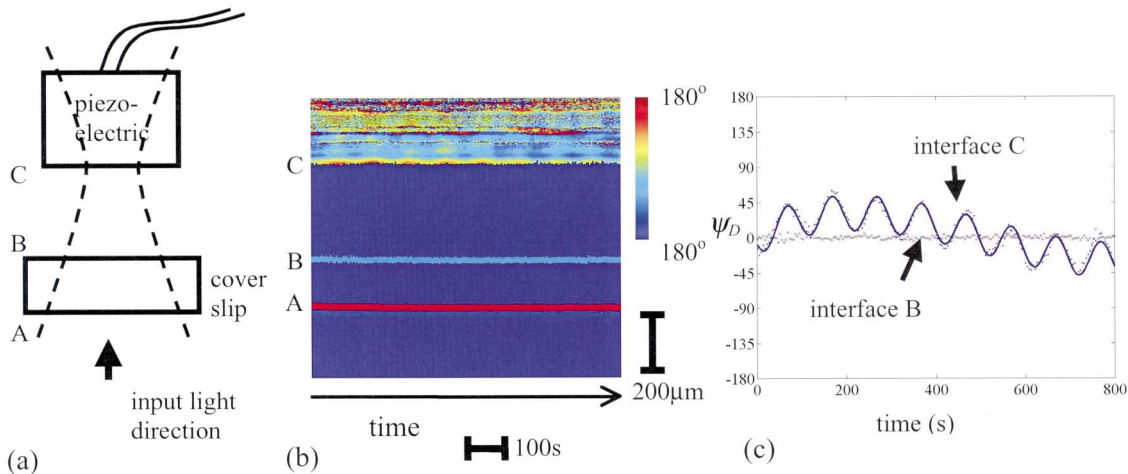 piezo-
electric
C
B
cover
slip
A
input light
direction
(a)
C
B
A
180°
180°
200μm
time
100s
(b)
180
135
90
45
ψD
0
-45
-90
-135
-180
interface C
interface B
0
200
400
600
800
time (s)
(c)